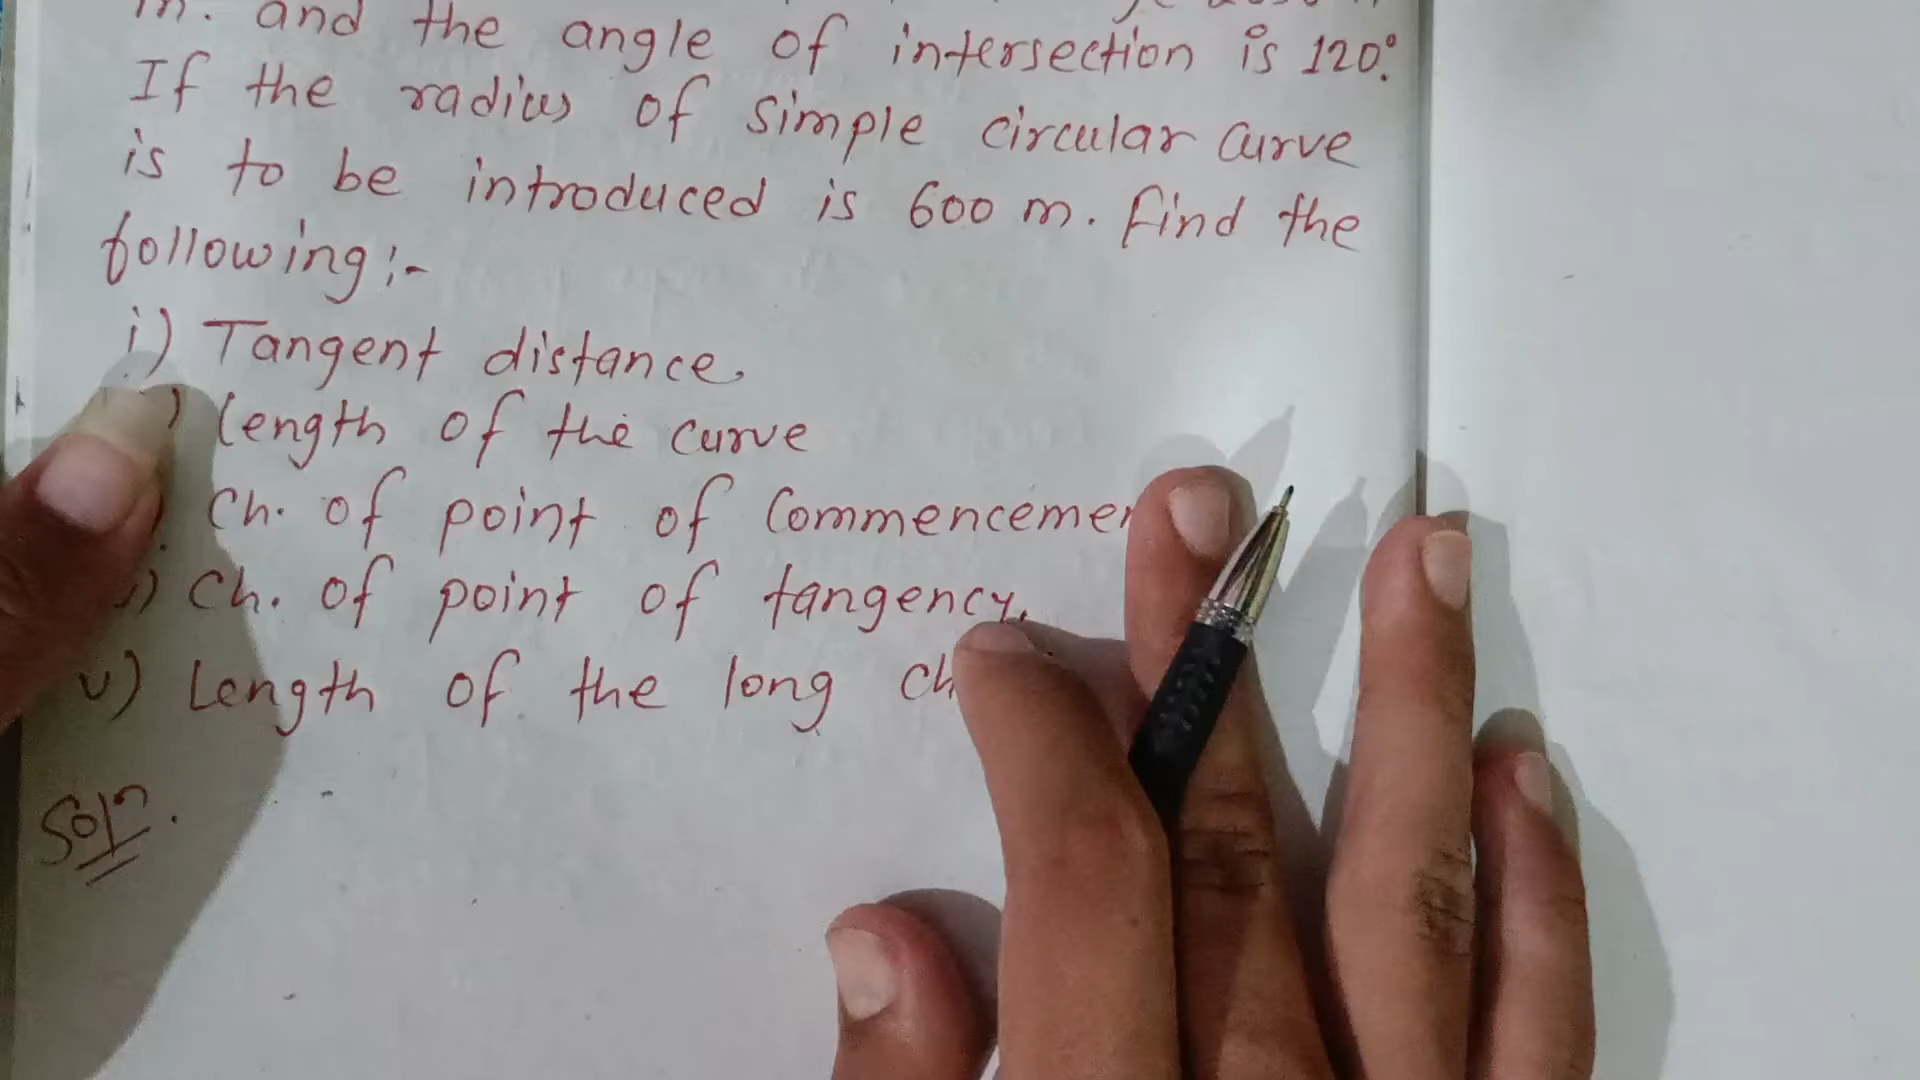 m. and the angle of intersection is 120°.
If the radius of simple circular curve
is to be introduced is 600 m. find the
following:-
i) Tangent distance.
) length of the curve
Ch. of point of Commencemen
) Ch. of point of tangency.
v) Length of the long ch
Soln.